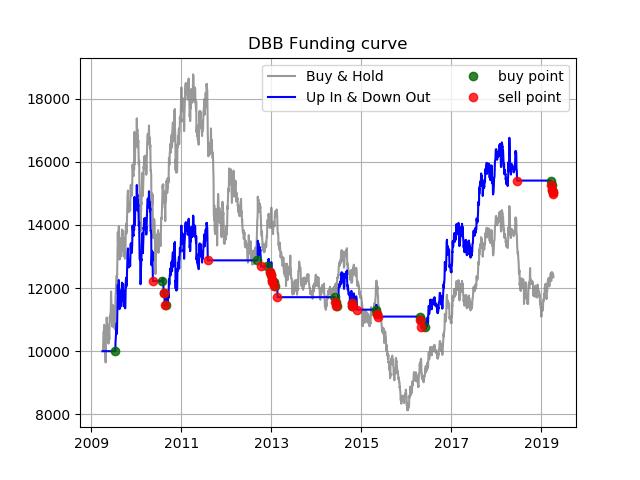 DBB Funding curve
Buy & Hold
Up In & Down Out
buy point
sell point
18000
16000
14000
12000
10000
8000
2009 2011 2013 2015 2017 2019